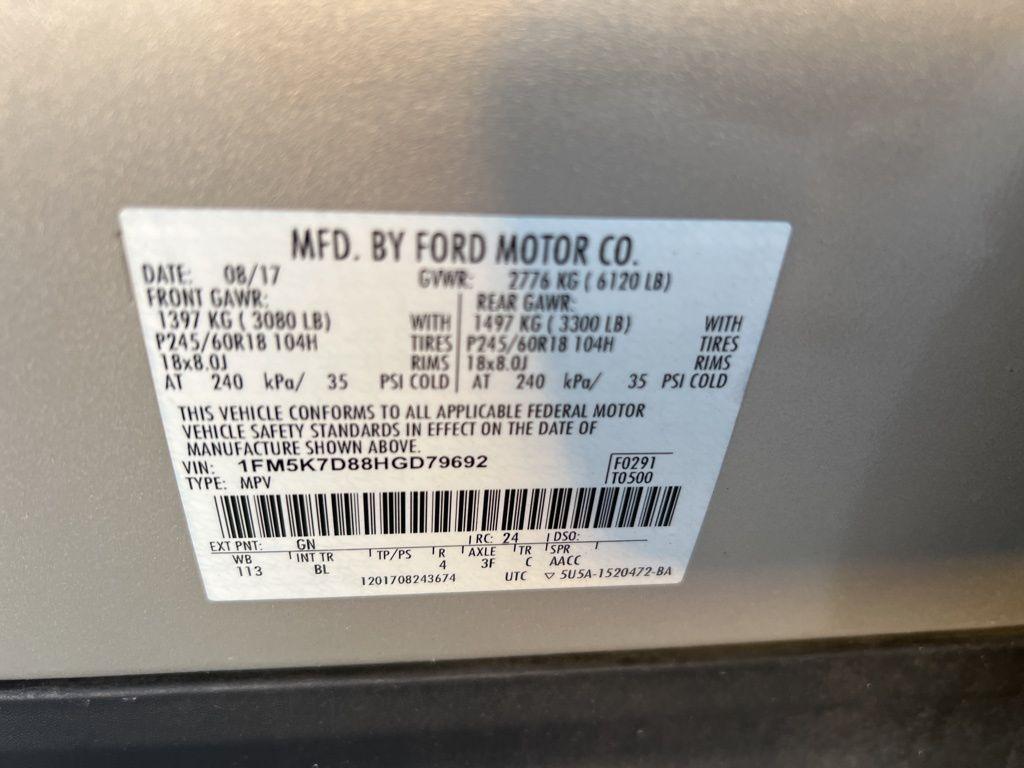 MFD. BY FORD MOTOR CO.
DATE: 08/17 GVWR: 2776 KG ( 6120 LB)
FRONT GAWR: REAR GAWR:
1397 KG ( 3080 LB) WITH 1497 KG ( 3300 LB) WITH
P245/60R18 104H TIRES P245/60R18 104H TIRES
18x8.0J RIMS 18x8.0J RIMS
AT 240 kPa/ 35 PSI COLD AT 240 kPa/ 35 PSI COLD
THIS VEHICLE CONFORMS TO ALL APPLICABLE FEDERAL MOTOR
VEHICLE SAFETY STANDARDS IN EFFECT ON THE DATE OF
MANUFACTURE SHOWN ABOVE.
VIN: 1FM5K7D88HGD79692 F0291
TYPE: MPV T0500
EXT PNT: GN RC: 24 DSO:
WB INT TR TP/PS R AXLE TR SPR
113 BL 4 3F C AACC
1201708243674 UTC ▽ 5U5A-1520472-BA